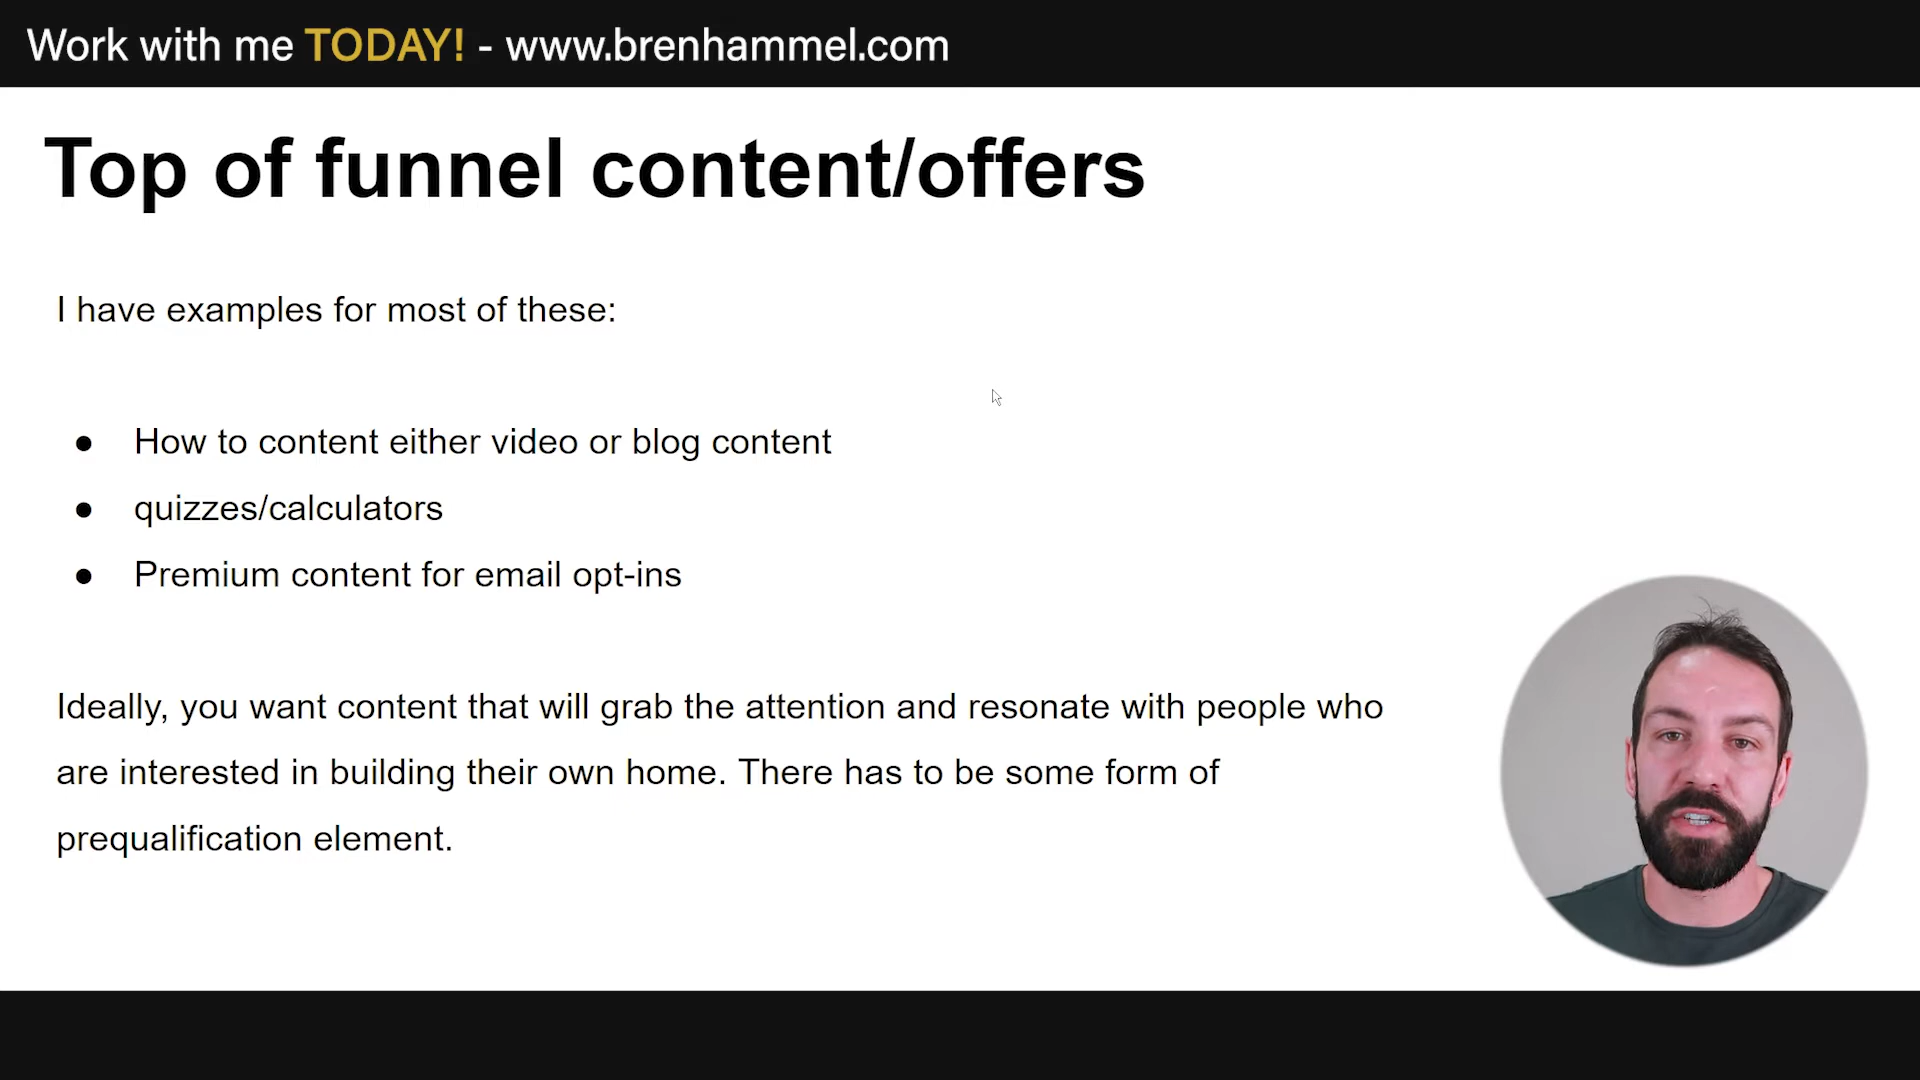 Work with me TODAY! - www.brenhammel.com
Top of funnel content/offers
I have examples for most of these:
● How to content either video or blog content
● quizzes/calculators
● Premium content for email opt-ins
Ideally, you want content that will grab the attention and resonate with people who
are interested in building their own home. There has to be some form of
prequalification element.